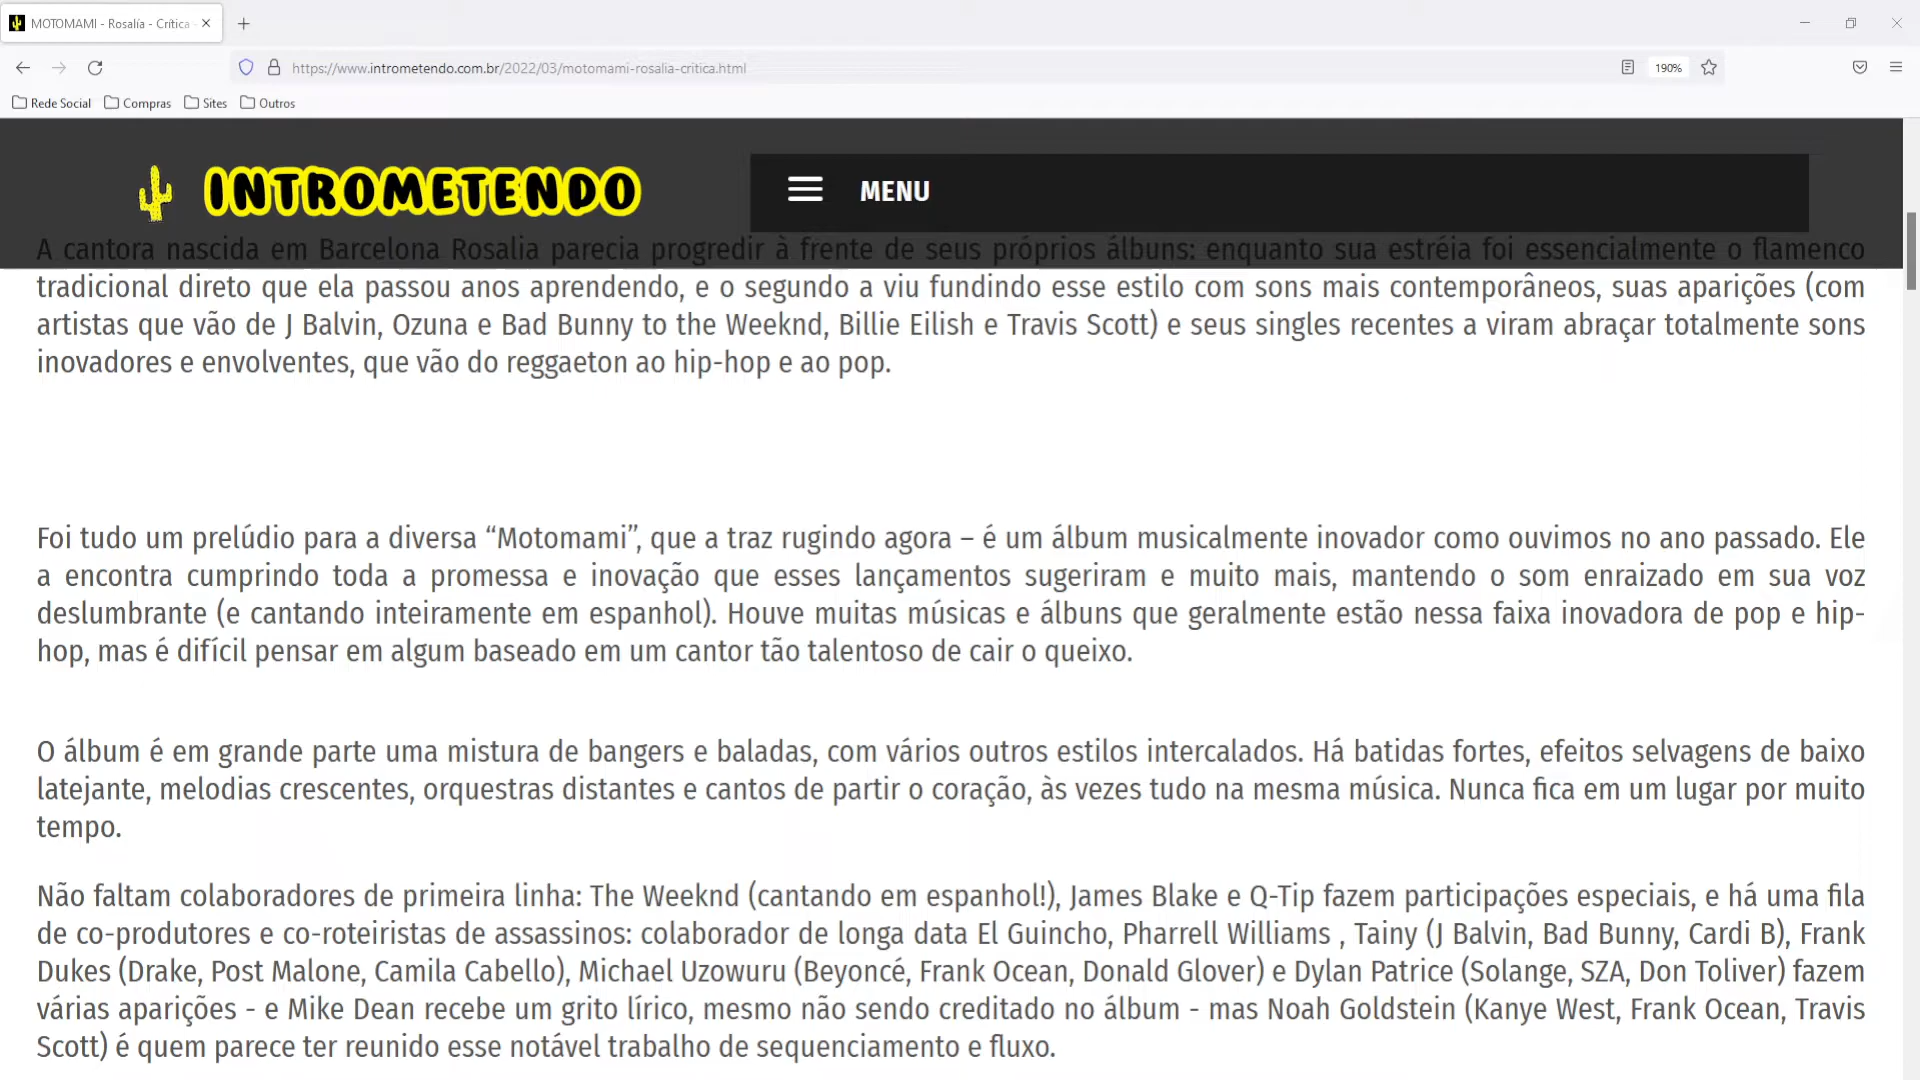 MOTOMAMI - Rosalía - Crítica
https://www.intrometendo.com.br/2022/03/motomami-rosalia-critica.html
190%
Rede Social Compras Sites Outros
INTROMETENDO
MENU
A cantora nascida em Barcelona Rosalia parecia progredir à frente de seus próprios álbuns: enquanto sua estréia foi essencialmente o flamenco
tradicional direto que ela passou anos aprendendo, e o segundo a viu fundindo esse estilo com sons mais contemporâneos, suas aparições (com
artistas que vão de J Balvin, Ozuna e Bad Bunny to the Weeknd, Billie Eilish e Travis Scott) e seus singles recentes a viram abraçar totalmente sons
inovadores e envolventes, que vão do reggaeton ao hip-hop e ao pop.
Foi tudo um prelúdio para a diversa “Motomami”, que a traz rugindo agora – é um álbum musicalmente inovador como ouvimos no ano passado. Ele
a encontra cumprindo toda a promessa e inovação que esses lançamentos sugeriram e muito mais, mantendo o som enraizado em sua voz
deslumbrante (e cantando inteiramente em espanhol). Houve muitas músicas e álbuns que geralmente estão nessa faixa inovadora de pop e hip-
hop, mas é difícil pensar em algum baseado em um cantor tão talentoso de cair o queixo.
O álbum é em grande parte uma mistura de bangers e baladas, com vários outros estilos intercalados. Há batidas fortes, efeitos selvagens de baixo
latejante, melodias crescentes, orquestras distantes e cantos de partir o coração, às vezes tudo na mesma música. Nunca fica em um lugar por muito
tempo.
Não faltam colaboradores de primeira linha: The Weeknd (cantando em espanhol!), James Blake e Q-Tip fazem participações especiais, e há uma fila
de co-produtores e co-roteiristas de assassinos: colaborador de longa data El Guincho, Pharrell Williams , Tainy (J Balvin, Bad Bunny, Cardi B), Frank
Dukes (Drake, Post Malone, Camila Cabello), Michael Uzowuru (Beyoncé, Frank Ocean, Donald Glover) e Dylan Patrice (Solange, SZA, Don Toliver) fazem
várias aparições - e Mike Dean recebe um grito lírico, mesmo não sendo creditado no álbum - mas Noah Goldstein (Kanye West, Frank Ocean, Travis
Scott) é quem parece ter reunido esse notável trabalho de sequenciamento e fluxo.